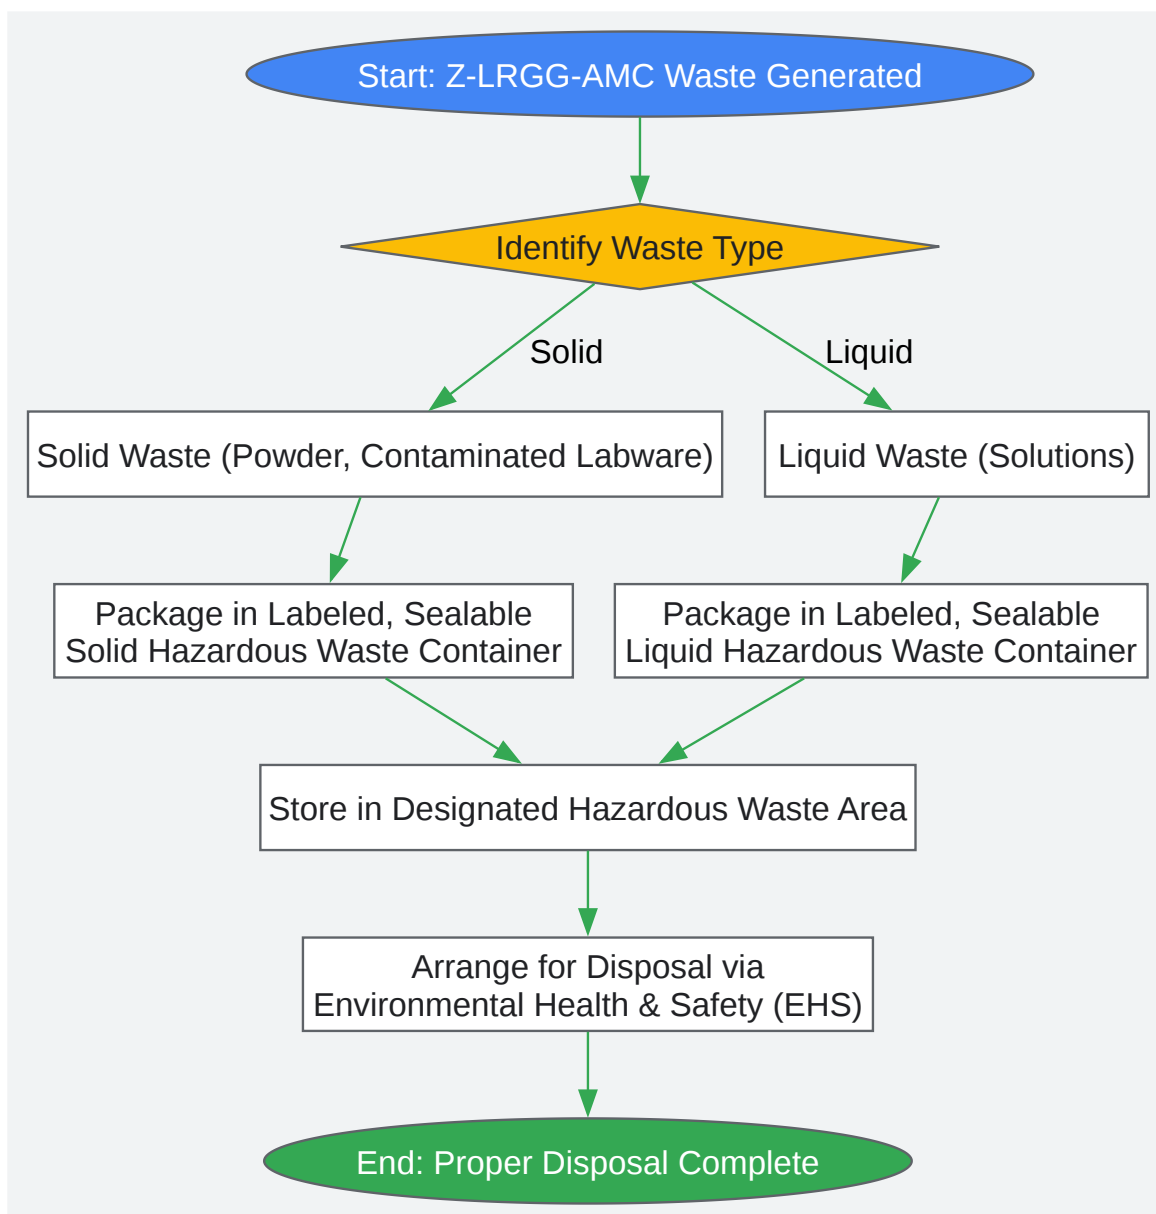 Start: Z-LRGG-AMC Waste Generated
Identify Waste Type
Solid
Liquid
Solid Waste (Powder, Contaminated Labware)
Liquid Waste (Solutions)
Package in Labeled, Sealable
Solid Hazardous Waste Container
Package in Labeled, Sealable
Liquid Hazardous Waste Container
Store in Designated Hazardous Waste Area
Arrange for Disposal via
Environmental Health & Safety (EHS)
End: Proper Disposal Complete